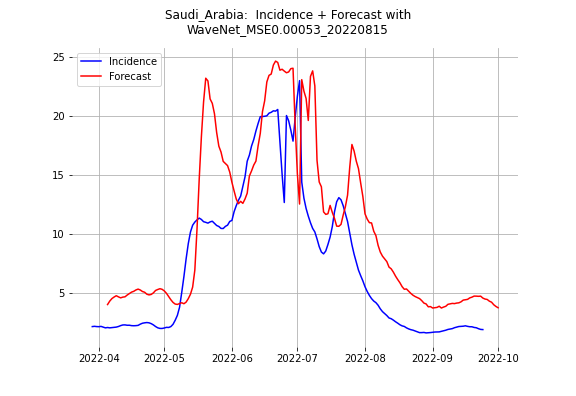 Saudi_Arabia:  Incidence + Forecast with
WaveNet_MSE0.00053_20220815
Incidence
Forecast
25
20
15
10
5
2022-04 2022-05 2022-06 2022-07 2022-08 2022-09 2022-10